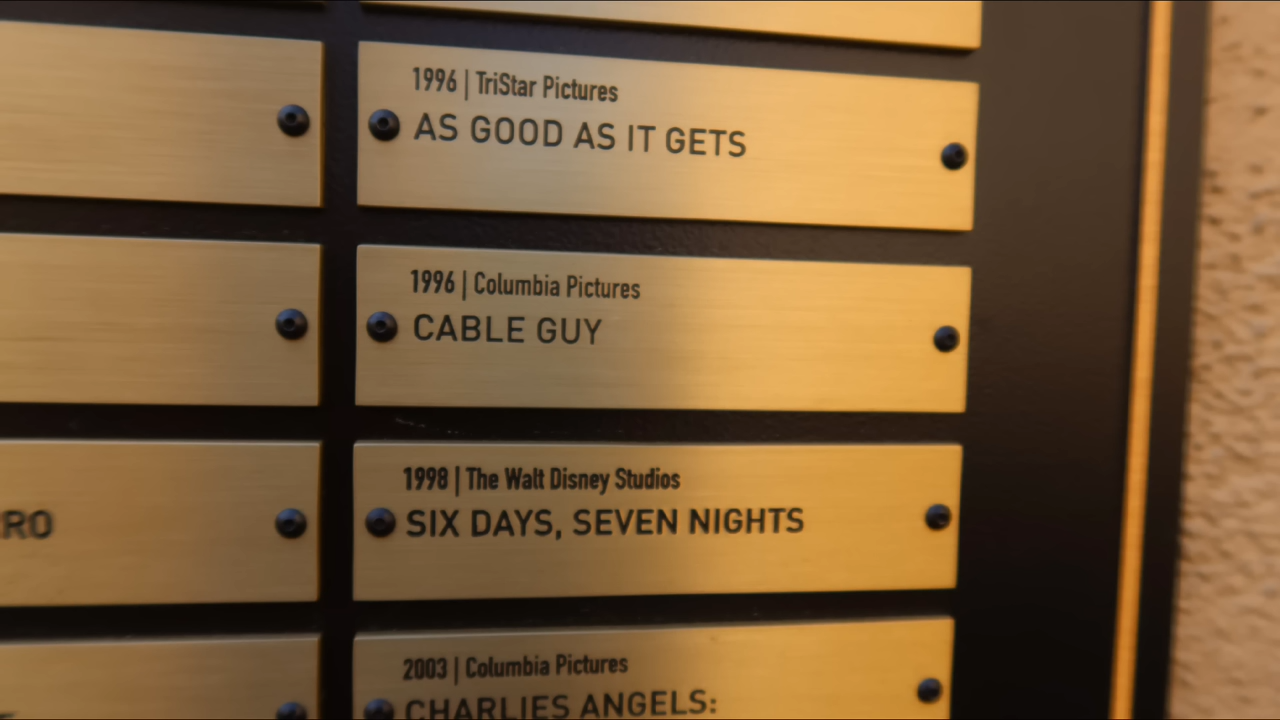 1996 | TriStar Pictures
AS GOOD AS IT GETS
1996 | Columbia Pictures
CABLE GUY
1998 | The Walt Disney Studios
SIX DAYS, SEVEN NIGHTS
RO
2003 | Columbia Pictures
CHARLIES ANGELS: